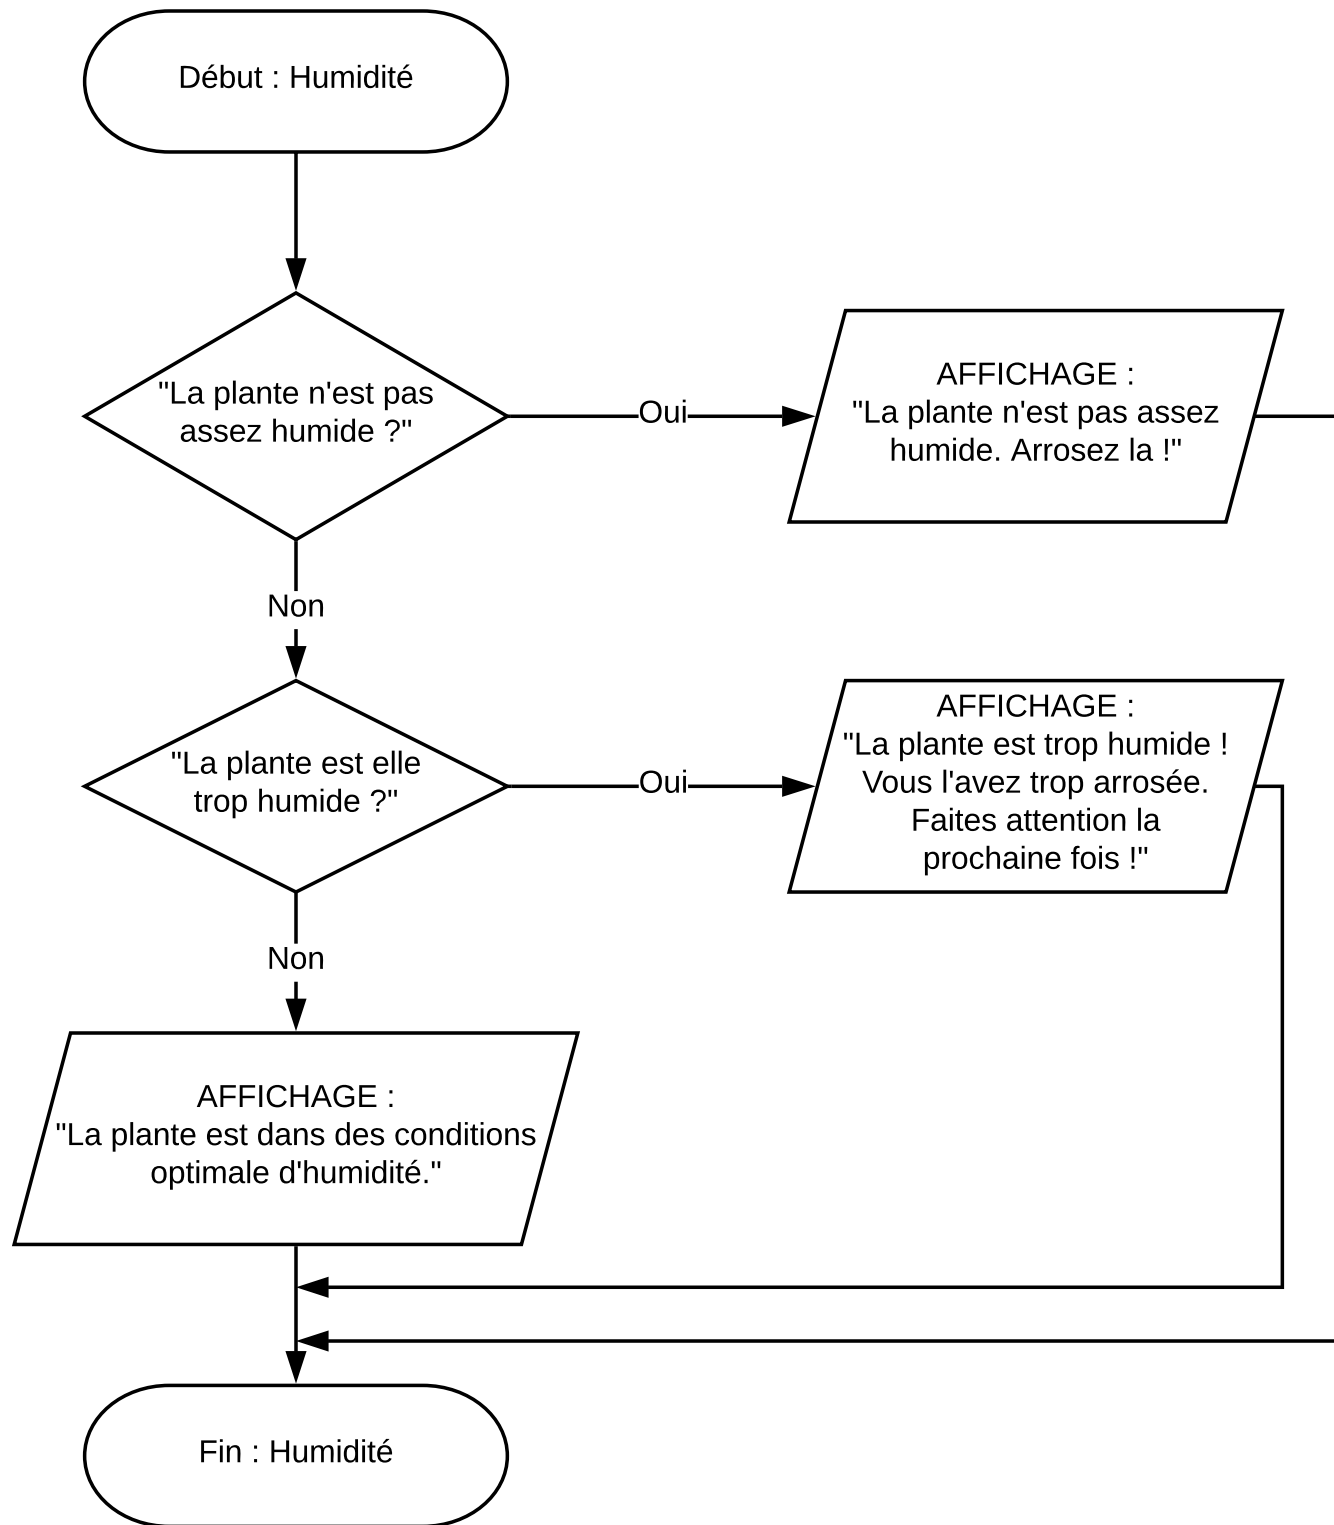 Début : Humidité
"La plante n'est pas
assez humide ?"
Oui
AFFICHAGE :
"La plante n'est pas assez
humide. Arrosez la !"
Non
"La plante est elle
trop humide ?"
Oui
AFFICHAGE :
"La plante est trop humide !
Vous l'avez trop arrosée.
Faites attention la
prochaine fois !"
Non
AFFICHAGE :
"La plante est dans des conditions
optimale d'humidité."
Fin : Humidité